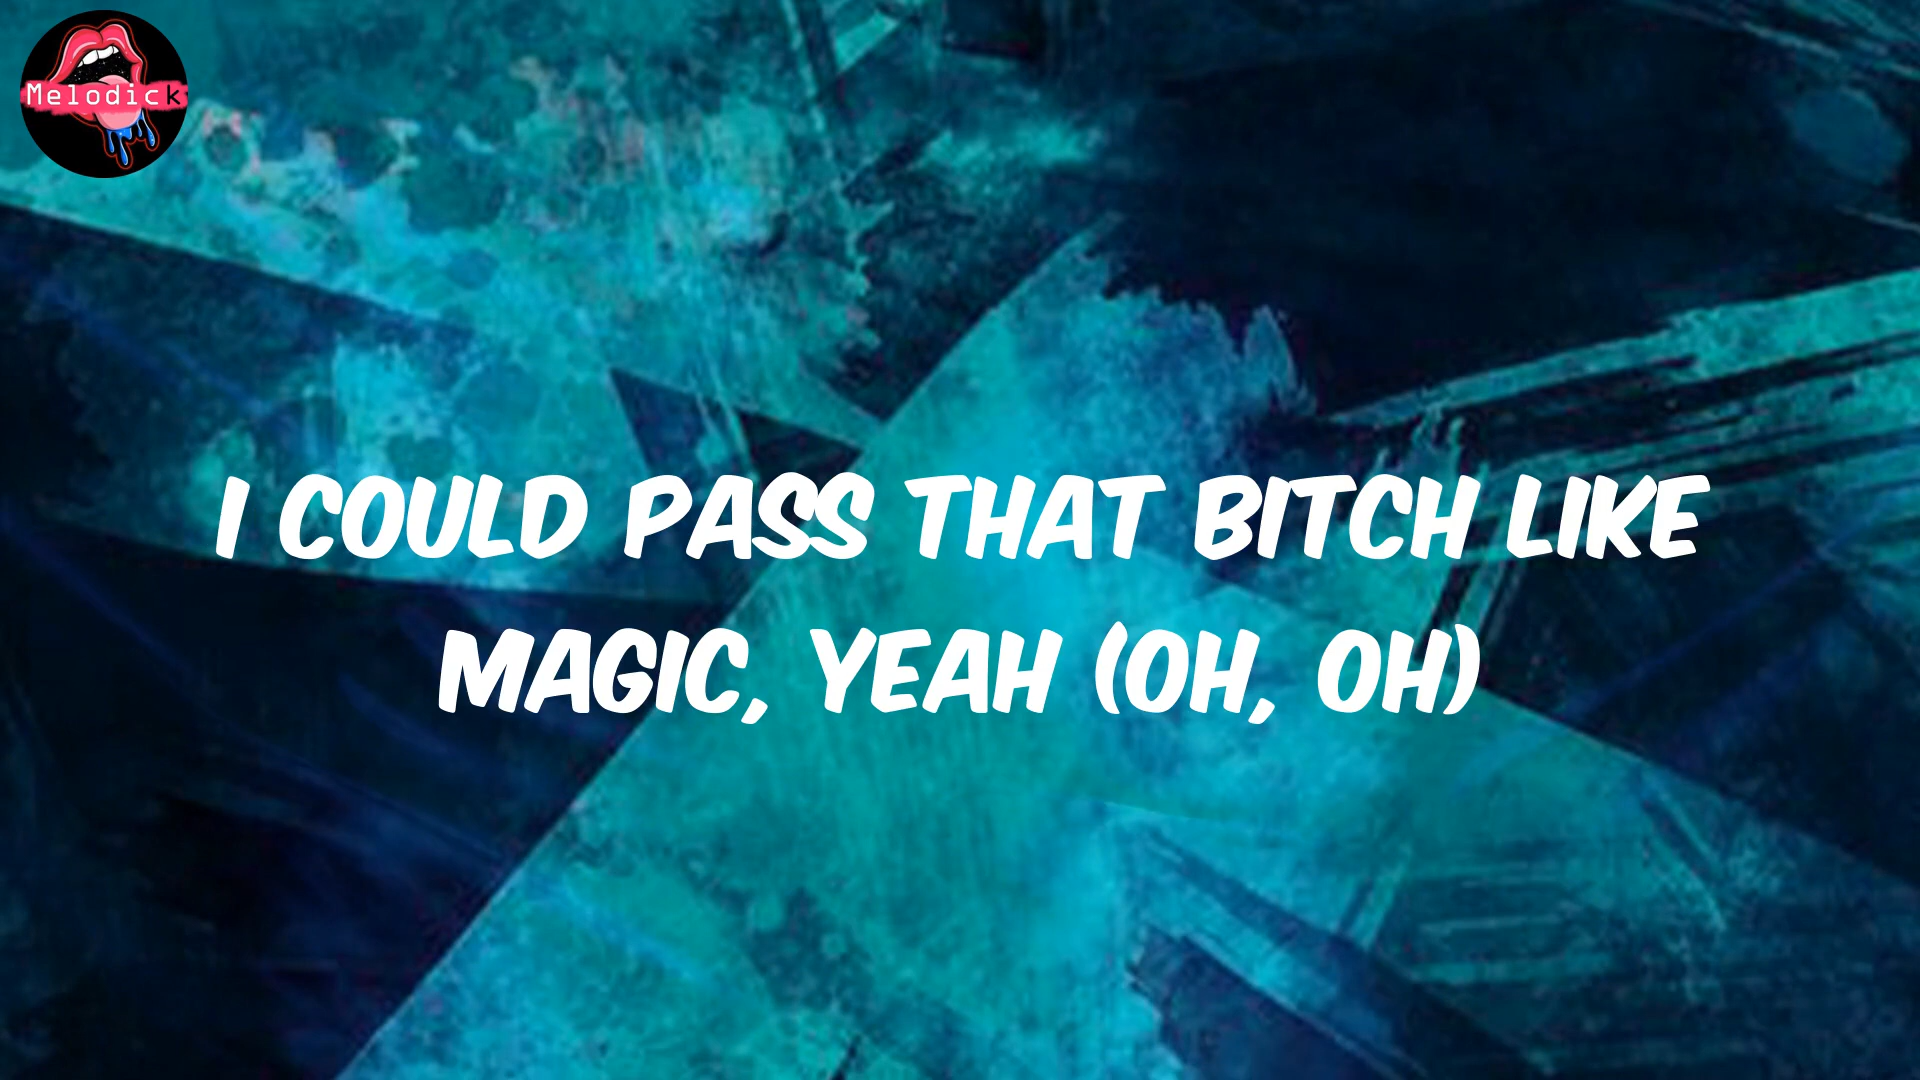 Melodick
I COULD PASS THAT BITCH LIKE
MAGIC, YEAH (OH, OH)